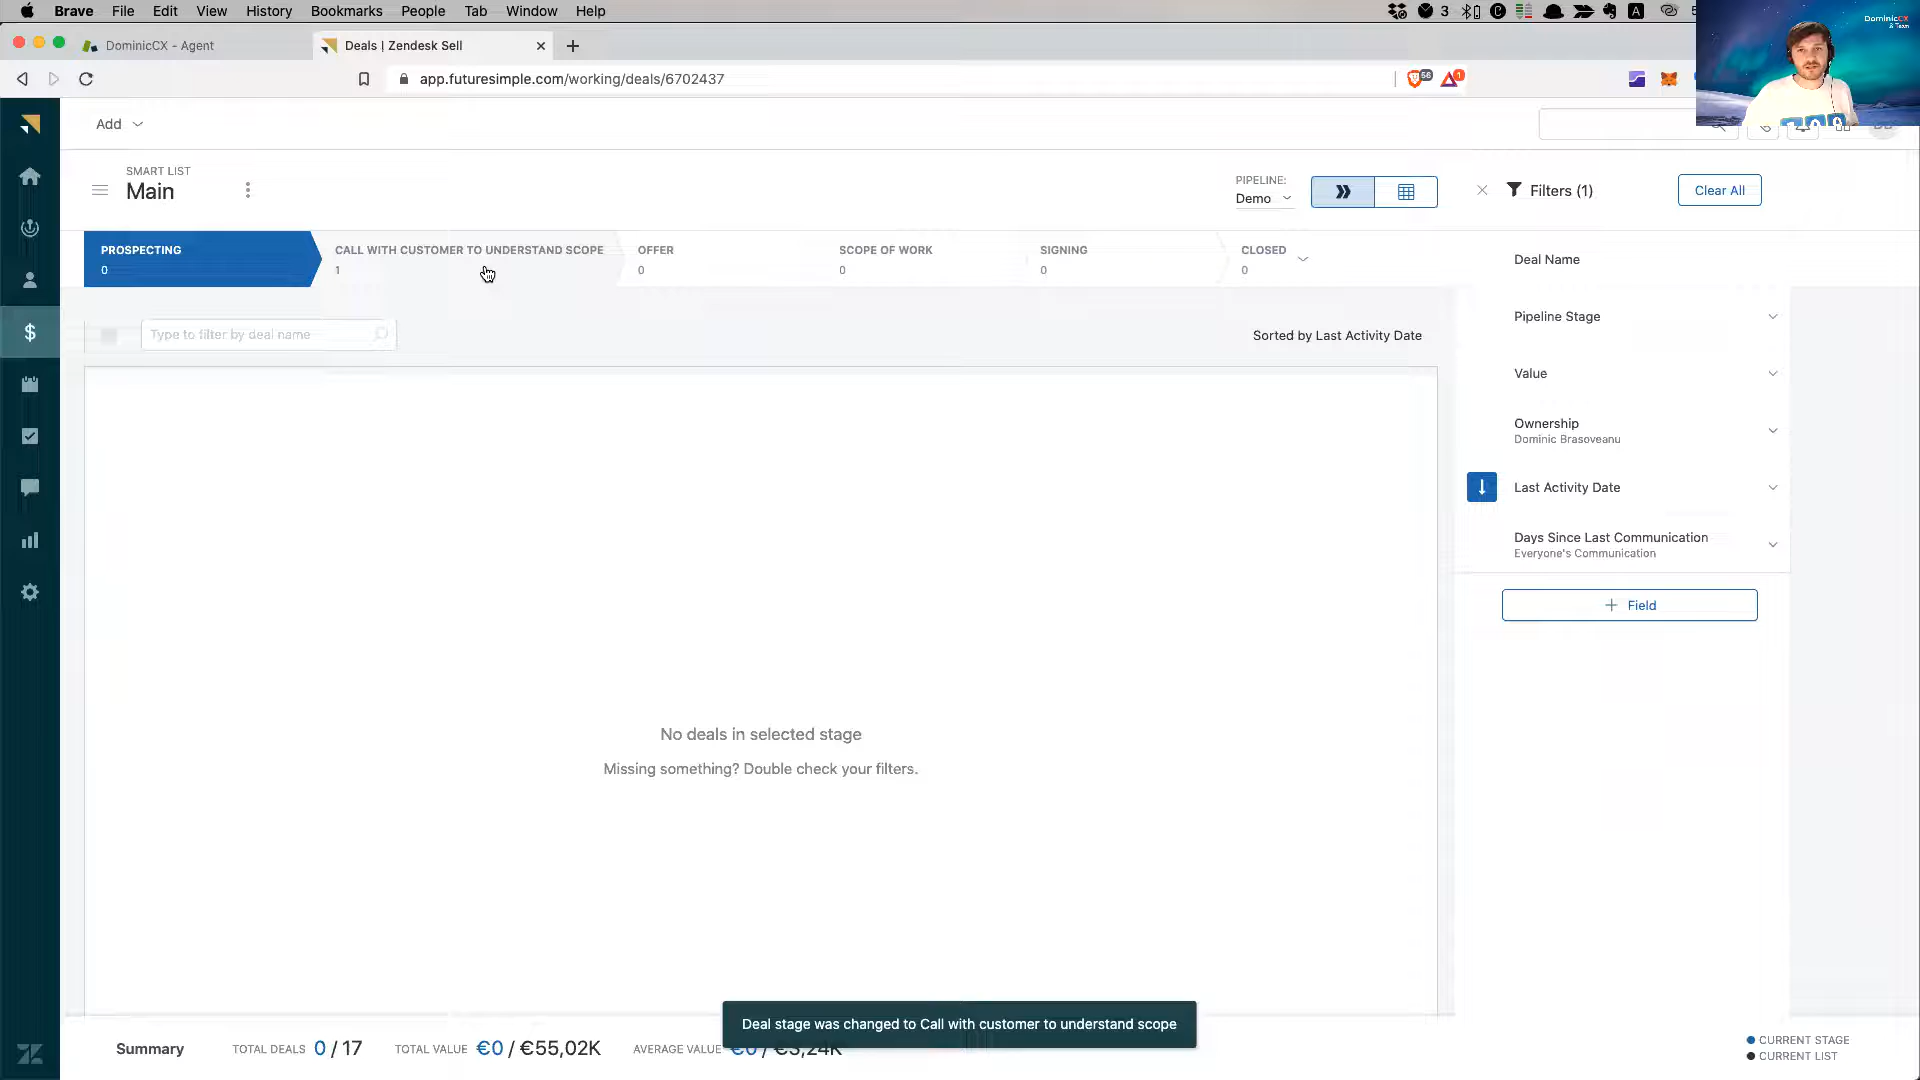 Brave File Edit View History Bookmarks People Tab Window Help 3
DominicCX - Agent
Deals | Zendesk Sell
app.futuresimple.com/working/deals/6702437
56
1
DominicCX
& Team
Add
SMART LIST
Main
PIPELINE:
Demo
Filters (1)
Clear All
PROSPECTING
0
CALL WITH CUSTOMER TO UNDERSTAND SCOPE
1
OFFER
0
SCOPE OF WORK
0
SIGNING
0
CLOSED
0
Type to filter by deal name
Sorted by Last Activity Date
No deals in selected stage
Missing something? Double check your filters.
Deal Name
Pipeline Stage
Value
Ownership
Dominic Brasoveanu
Last Activity Date
Days Since Last Communication
Everyone's Communication
Field
Deal stage was changed to Call with customer to understand scope
Summary TOTAL DEALS 0 / 17 TOTAL VALUE €0 / €55,02K AVERAGE VALUE €0 / €3,24K
CURRENT STAGE
CURRENT LIST